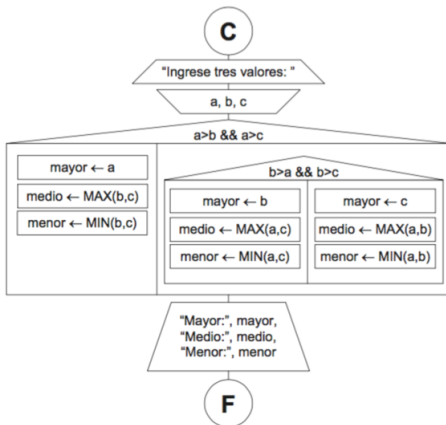 C
"Ingrese tres valores: "
a, b, c
a>b && a>c
mayor ← a
medio ← MAX(b,c)
menor ← MIN(b,c)
b>a && b>c
mayor ← b
medio ← MAX(a,c)
menor ← MIN(a,c)
mayor ← c
medio ← MAX(a,b)
menor ← MIN(a,b)
"Mayor:", mayor,
"Medio:", medio,
"Menor:", menor
F